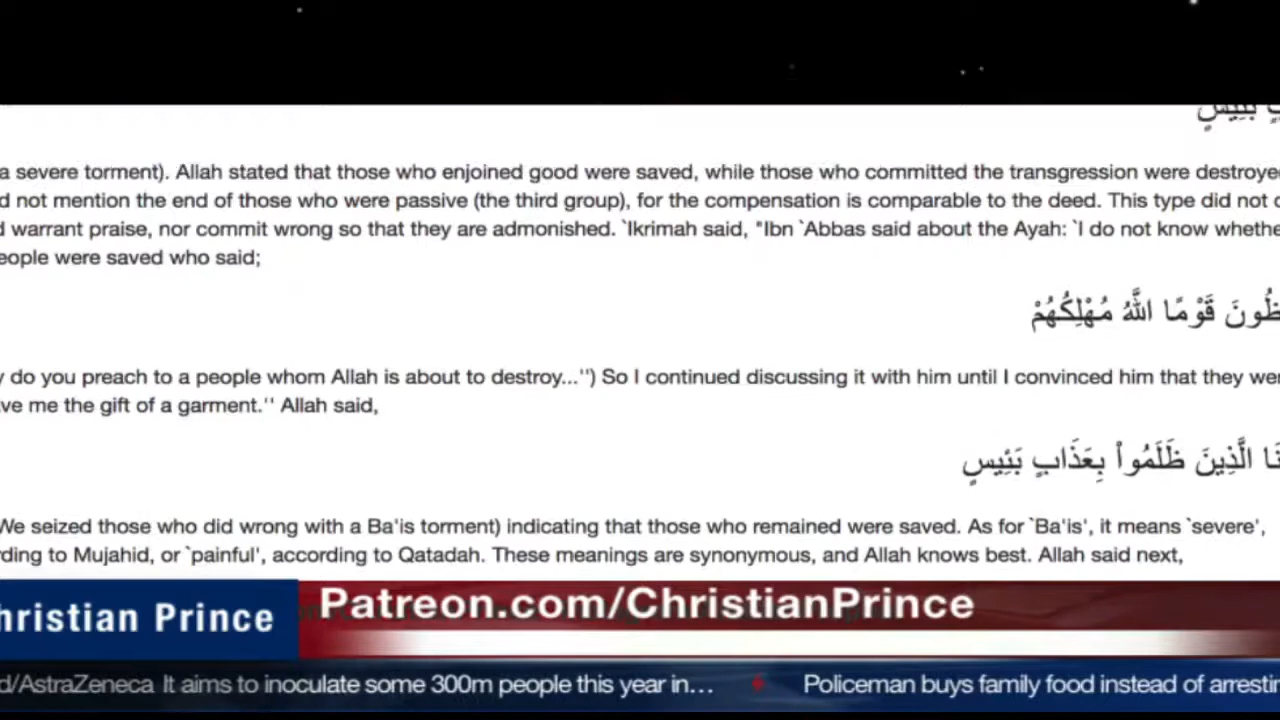 بَئِيسٍ
a severe torment). Allah stated that those who enjoined good were saved, while those who committed the transgression were destroye
d not mention the end of those who were passive (the third group), for the compensation is comparable to the deed. This type did not
warrant praise, nor commit wrong so that they are admonished. `Ikrimah said, "Ibn `Abbas said about the Ayah: `I do not know whethe
eople were saved who said;
ظُونَ قَوْمًا اللَّهُ مُهْلِكُهُمْ
y do you preach to a people whom Allah is about to destroy...'') So I continued discussing it with him until I convinced him that they wer
ve me the gift of a garment.'' Allah said,
نَا الَّذِينَ ظَلَمُواْ بِعَذَابٍ بَئِيسٍ
We seized those who did wrong with a Ba'is torment) indicating that those who remained were saved. As for `Ba'is', it means `severe',
rding to Mujahid, or `painful', according to Qatadah. These meanings are synonymous, and Allah knows best. Allah said next,
hristian Prince
Patreon.com/ChristianPrince
d/AstraZeneca It aims to inoculate some 300m people this year in...
Policeman buys family food instead of arrestin